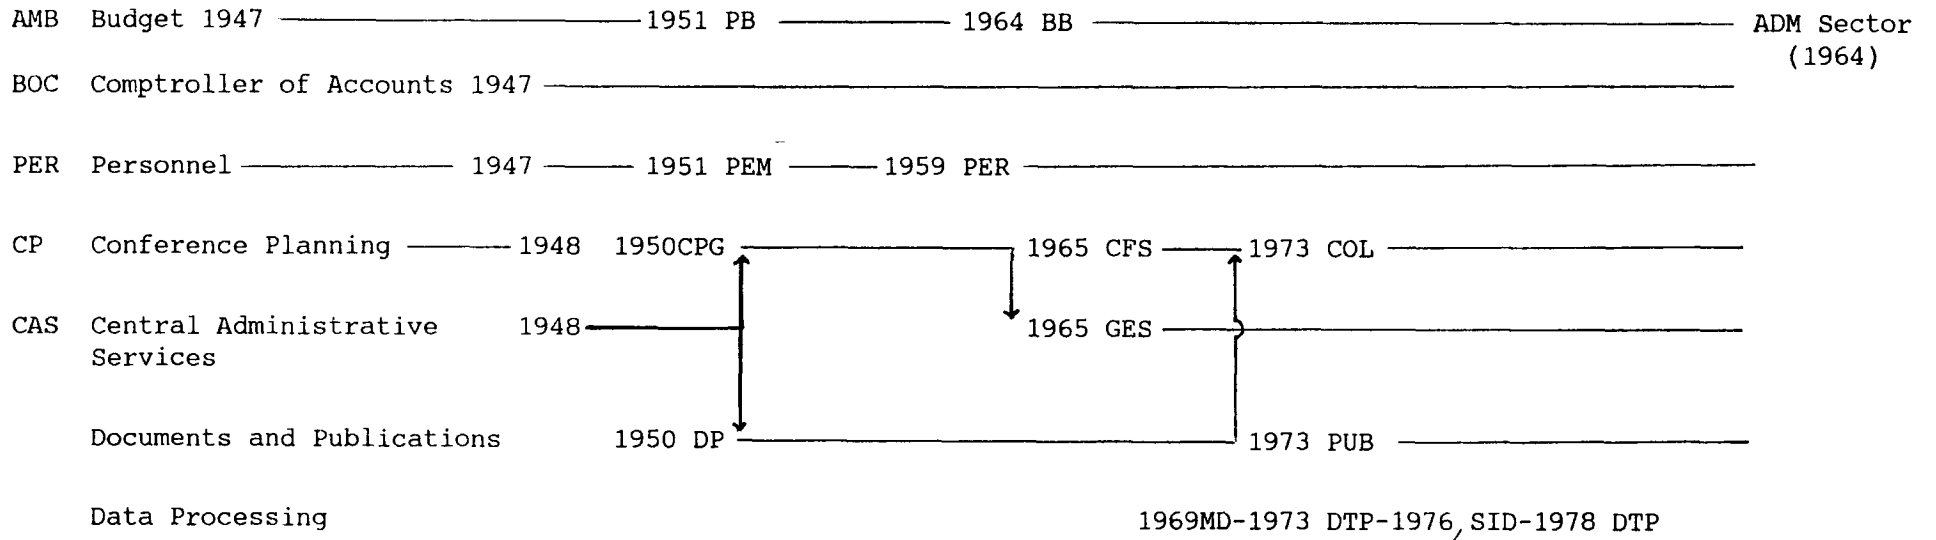 AMB Budget 1947 1951 PB 1964 BB ADM Sector
(1964)
BOC Comptroller of Accounts 1947
PER Personnel 1947 1951 PEM 1959 PER
CP Conference Planning 1948 1950CPG 1965 CFS 1973 COL
CAS Central Administrative 1948 1965 GES
Services
Documents and Publications 1950 DP 1973 PUB
Data Processing 1969MD-1973 DTP-1976,SID-1978 DTP